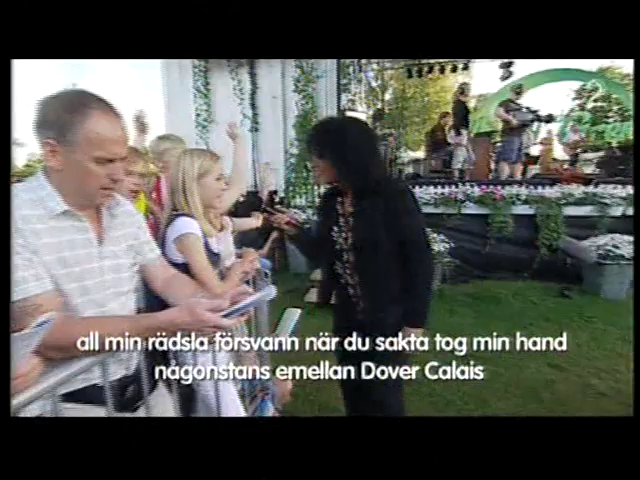 all min rädsla försvann när du sakta tog min hand
någonstans emellan Dover Calais